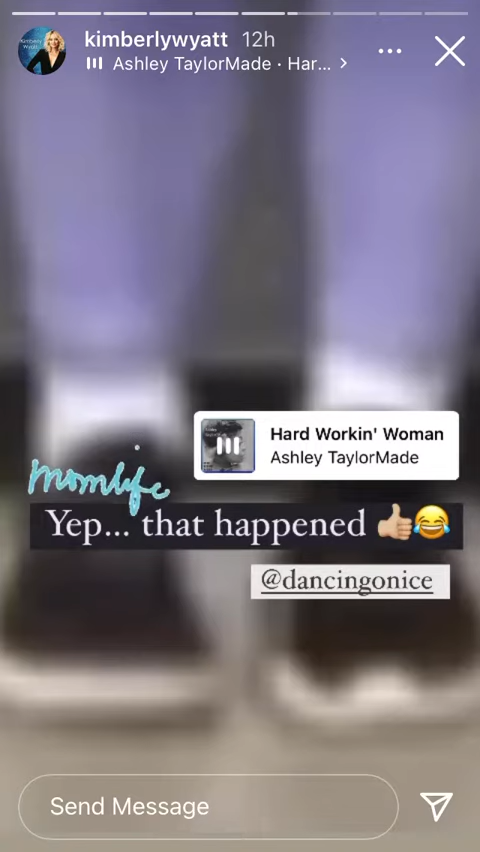 kimberlywyatt 12h
Ashley TaylorMade · Har... >
Hard Workin' Woman
Ashley TaylorMade
momlife
Yep... that happened 👍🏼😂
@dancingonice
Send Message